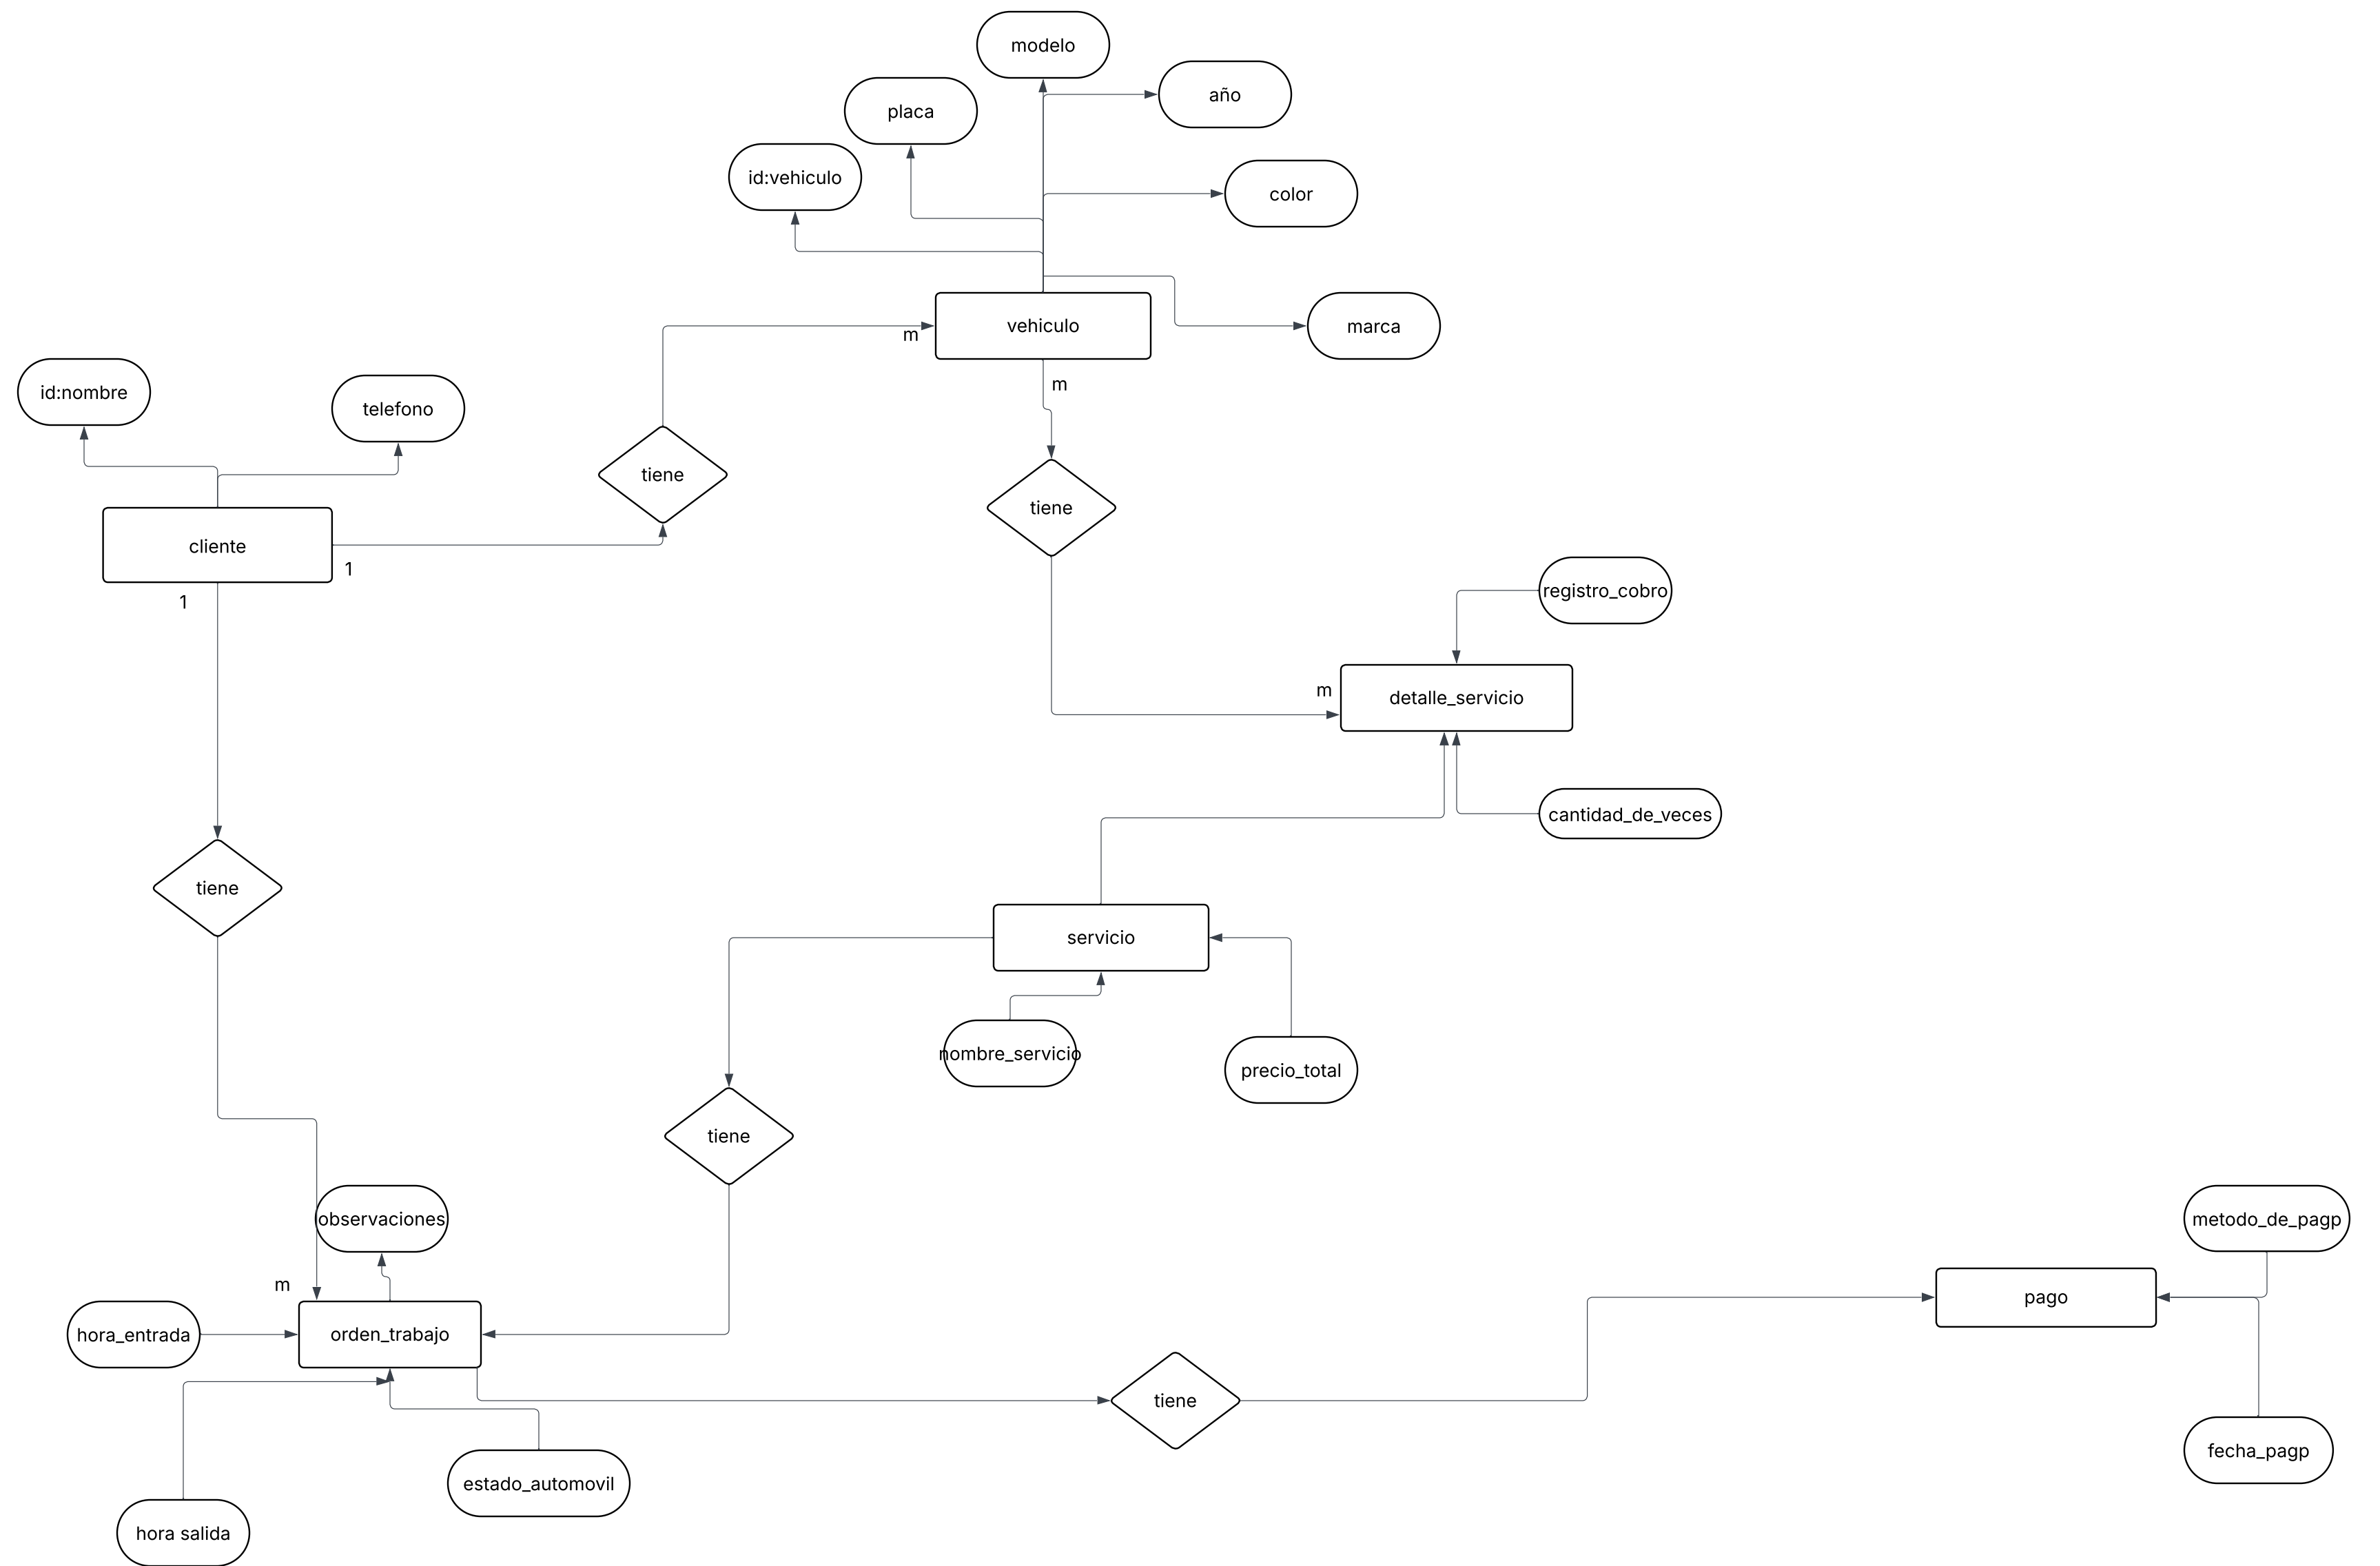 modelo
año
placa
id:vehiculo
color
vehiculo
marca
m
m
id:nombre
telefono
tiene
tiene
cliente
1
1
registro_cobro
m
detalle_servicio
cantidad_de_veces
tiene
servicio
nombre_servicio
precio_total
tiene
observaciones
metodo_de_pagp
m
pago
hora_entrada
orden_trabajo
tiene
fecha_pagp
estado_automovil
hora salida